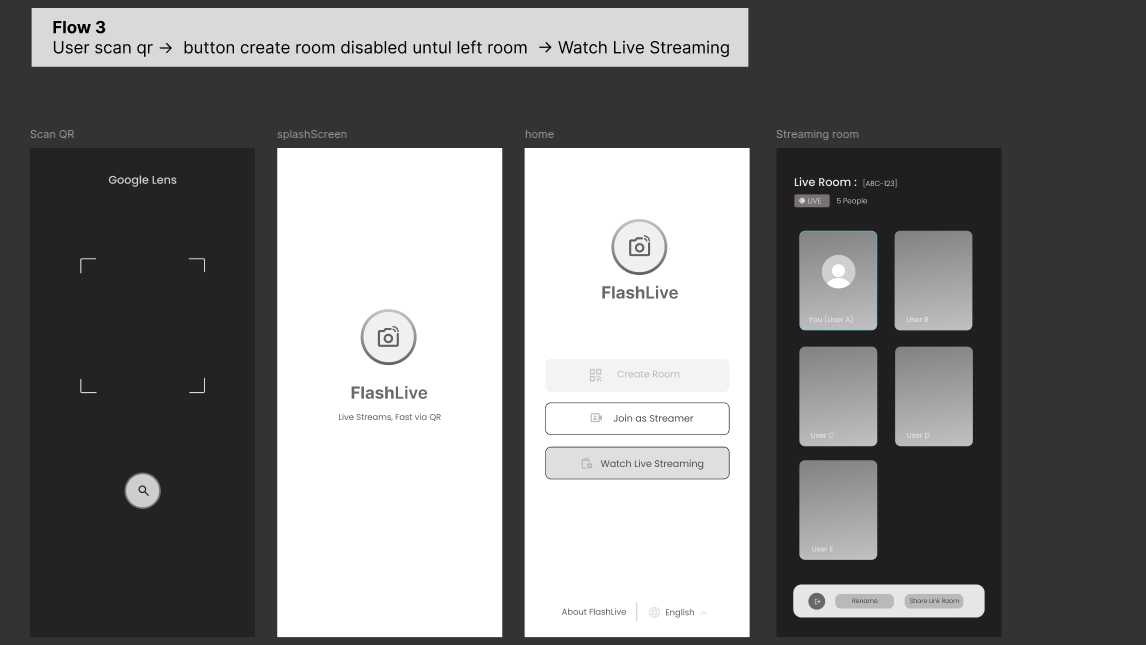 Flow 3
User scan qr → button create room disabled untul left room → Watch Live Streaming
Scan QR
Google Lens
splashScreen
FlashLive
Live Streams, Fast via QR
home
FlashLive
Create Room
Join as Streamer
Watch Live Streaming
About FlashLive
English
Streaming room
Live Room : [ABC-123]
LIVE 5 People
You (User A)
User B
User C
User D
User E
Rename
Share Link Room